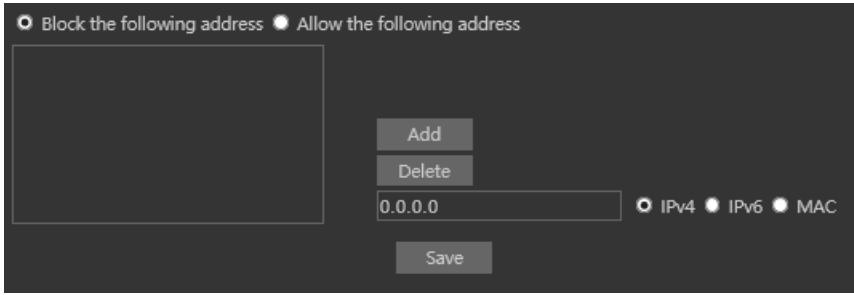 Block the following address Allow the following address
Add
Delete
0.0.0.0 IPv4 IPv6 MAC
Save